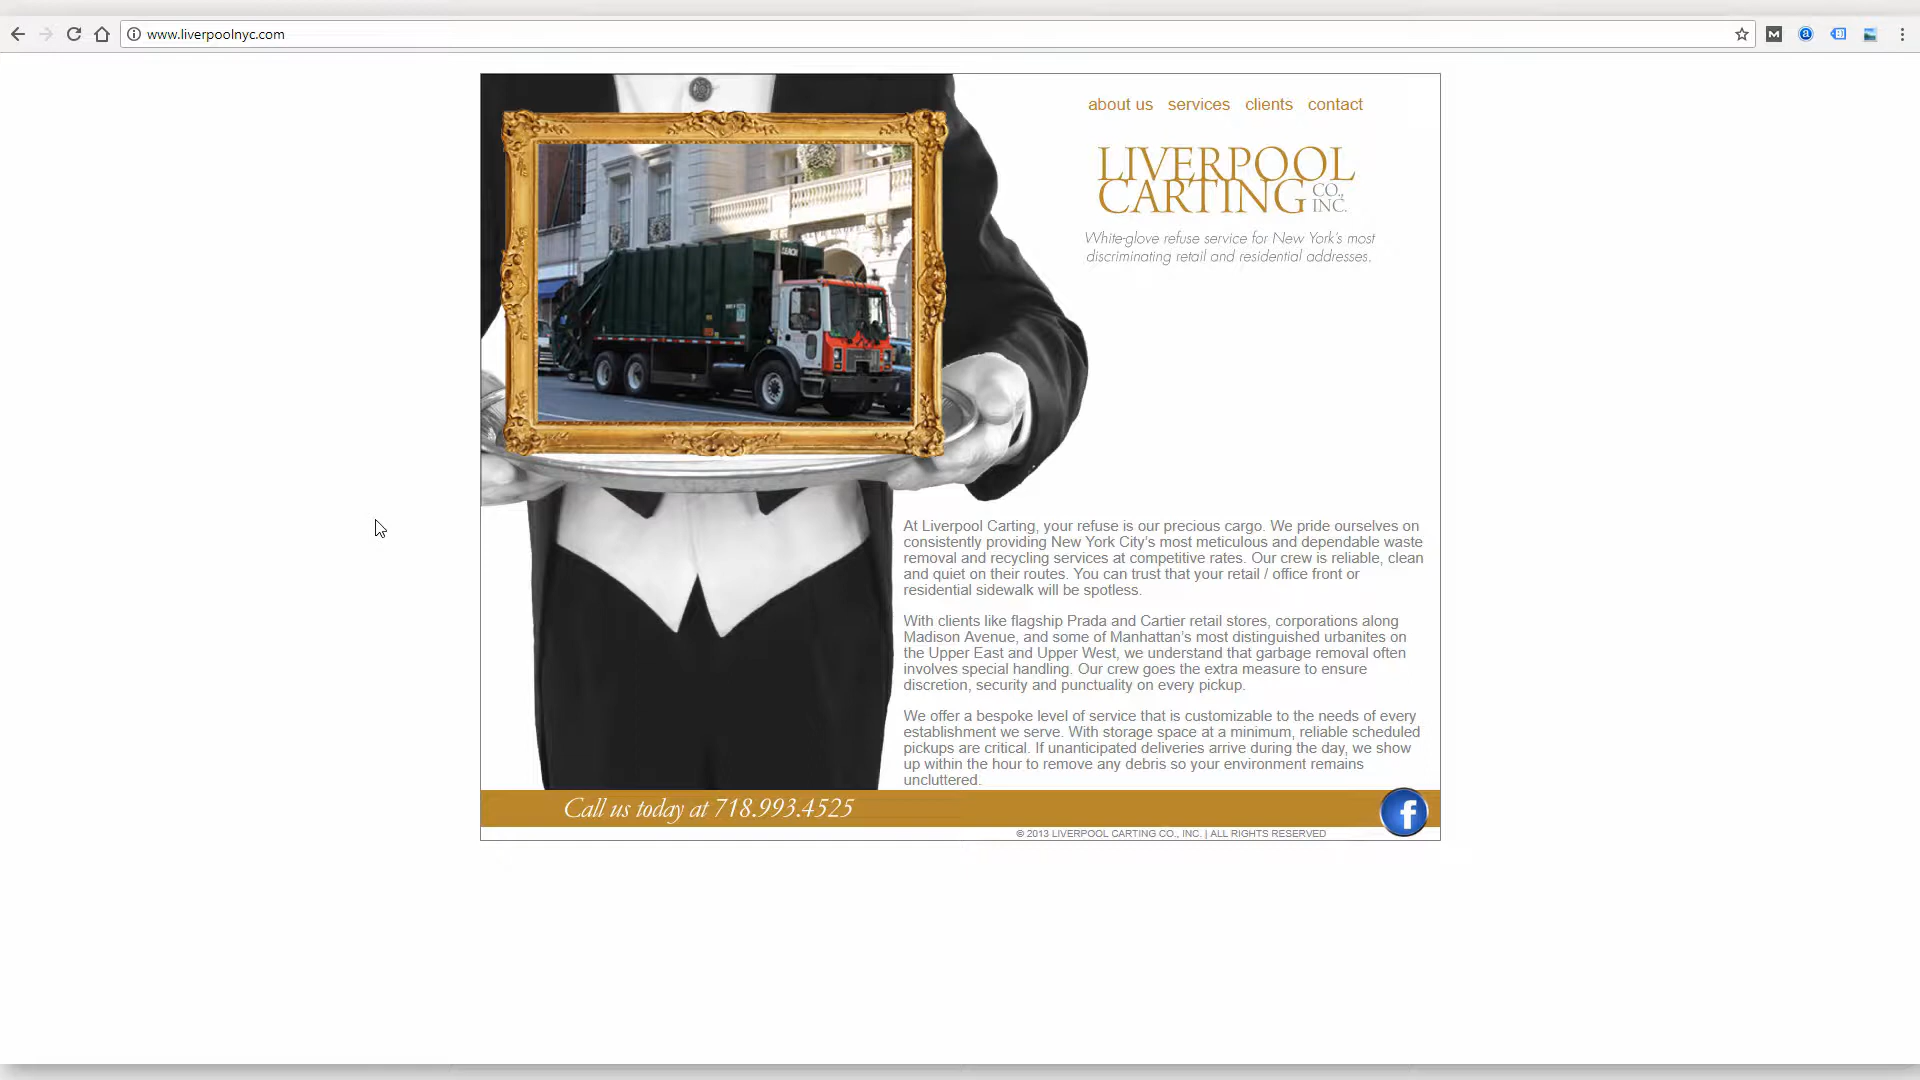 www.liverpoolnyc.com
about us services clients contact
LIVERPOOL
CARTING CO., INC.
White-glove refuse service for New York's most
discriminating retail and residential addresses.
At Liverpool Carting, your refuse is our precious cargo. We pride ourselves on
consistently providing New York City's most meticulous and dependable waste
removal and recycling services at competitive rates. Our crew is reliable, clean
and quiet on their routes. You can trust that your retail / office front or
residential sidewalk will be spotless.
With clients like flagship Prada and Cartier retail stores, corporations along
Madison Avenue, and some of Manhattan's most distinguished urbanites on
the Upper East and Upper West, we understand that garbage removal often
involves special handling. Our crew goes the extra measure to ensure
discretion, security and punctuality on every pickup.
We offer a bespoke level of service that is customizable to the needs of every
establishment we serve. With storage space at a minimum, reliable scheduled
pickups are critical. If unanticipated deliveries arrive during the day, we show
up within the hour to remove any debris so your environment remains
uncluttered.
Call us today at 718.993.4525
© 2013 LIVERPOOL CARTING CO., INC. | ALL RIGHTS RESERVED